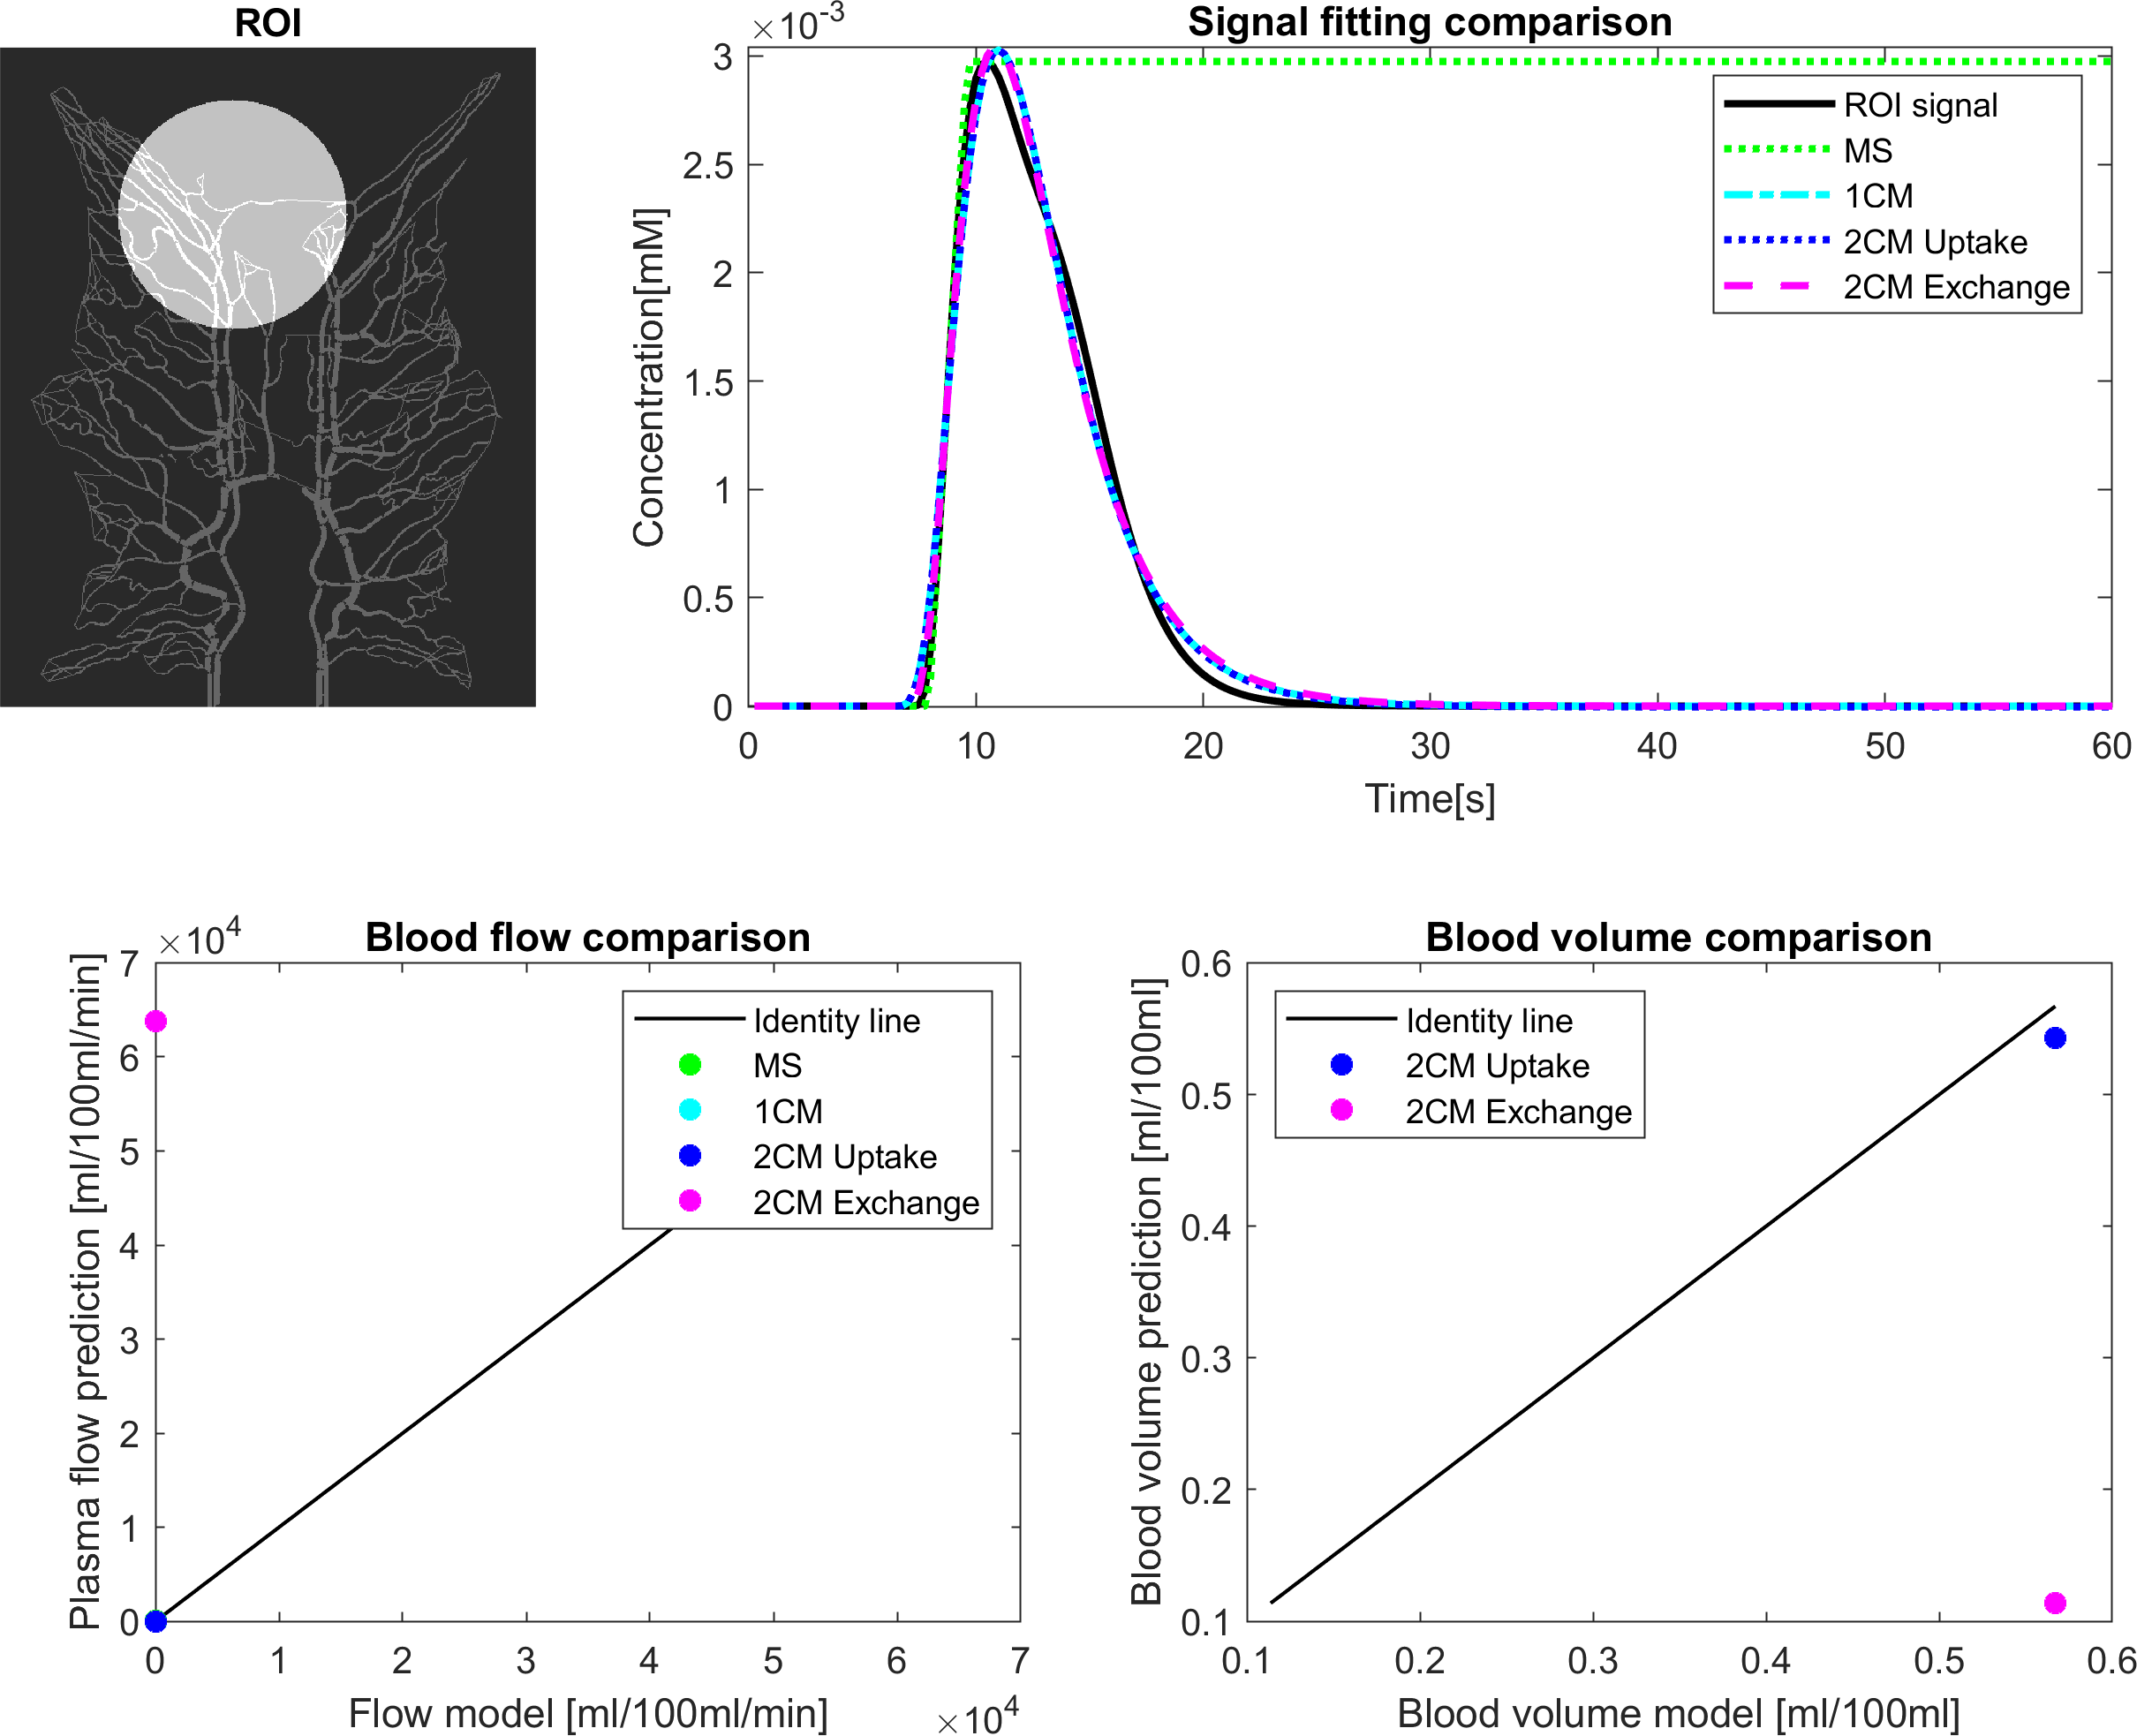 ROI
Signal fitting comparison
×10-3
3
2.5
2
1.5
1
0.5
0
Concentration[mM]
0 10 20 30 40 50 60
Time[s]
ROI signal
MS
1CM
2CM Uptake
2CM Exchange
Blood flow comparison
×104
7
6
5
4
3
2
1
0
Plasma flow prediction [ml/100ml/min]
0 1 2 3 4 5 6 7
Flow model [ml/100ml/min]
×104
Identity line
MS
1CM
2CM Uptake
2CM Exchange
Blood volume comparison
0.6
0.5
0.4
0.3
0.2
0.1
Blood volume prediction [ml/100ml]
0.1 0.2 0.3 0.4 0.5 0.6
Blood volume model [ml/100ml]
Identity line
2CM Uptake
2CM Exchange